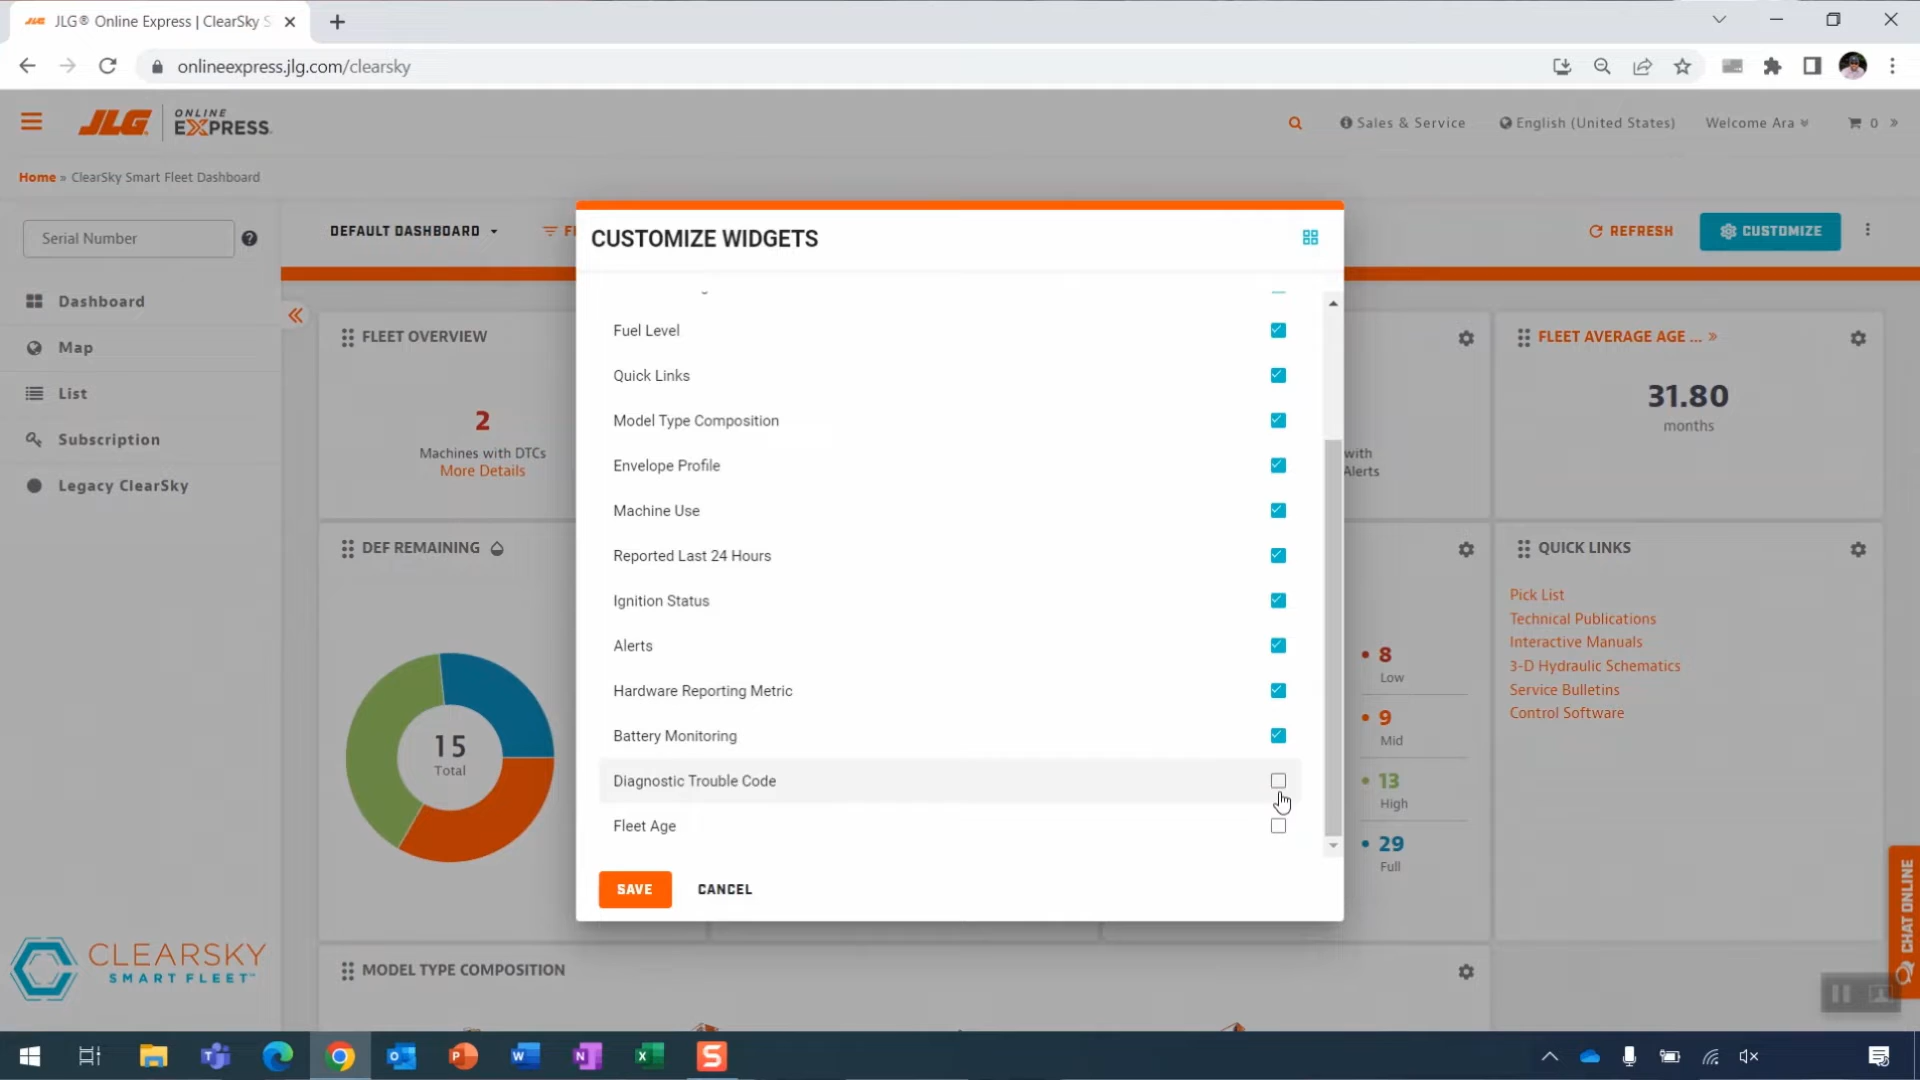 JLG® Online Express | ClearSky S
onlineexpress.jlg.com/clearsky
JLG ONLINE EXPRESS
Sales & Service
English (United States)
Welcome Ara
0
Home » ClearSky Smart Fleet Dashboard
Serial Number
DEFAULT DASHBOARD
REFRESH
CUSTOMIZE
CUSTOMIZE WIDGETS
Dashboard
Map
List
Subscription
Legacy ClearSky
FLEET OVERVIEW
2
Machines with DTCs
More Details
with
Alerts
FLEET AVERAGE AGE ... »
31.80
months
Fuel Level
Quick Links
Model Type Composition
Envelope Profile
Machine Use
Reported Last 24 Hours
Ignition Status
Alerts
Hardware Reporting Metric
Battery Monitoring
Diagnostic Trouble Code
Fleet Age
SAVE
CANCEL
DEF REMAINING
15
Total
8
Low
9
Mid
13
High
29
Full
QUICK LINKS
Pick List
Technical Publications
Interactive Manuals
3-D Hydraulic Schematics
Service Bulletins
Control Software
CHAT ONLINE
CLEARSKY
SMART FLEET™
MODEL TYPE COMPOSITION